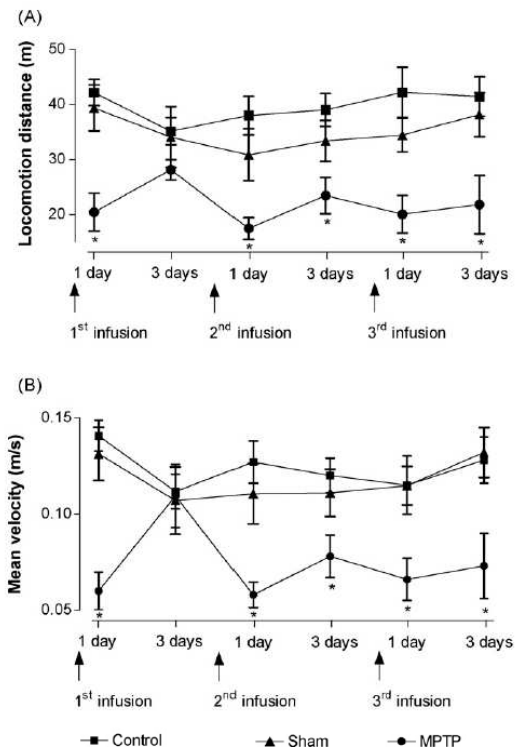 (A)
Locomotion distance (m)
50
40
30
20
* * * * *
1 day 3 days 1 day 3 days 1 day 3 days
1st infusion 2nd infusion 3rd infusion
(B)
Mean velocity (m/s)
0.15
0.10
0.05
* * * * *
1 day 3 days 1 day 3 days 1 day 3 days
1st infusion 2nd infusion 3rd infusion
Control Sham MPTP